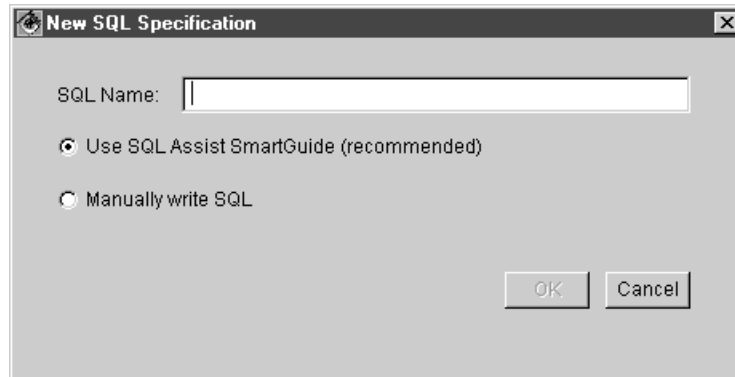 New SQL Specification
SQL Name:
Use SQL Assist SmartGuide (recommended)
Manually write SQL
OK Cancel